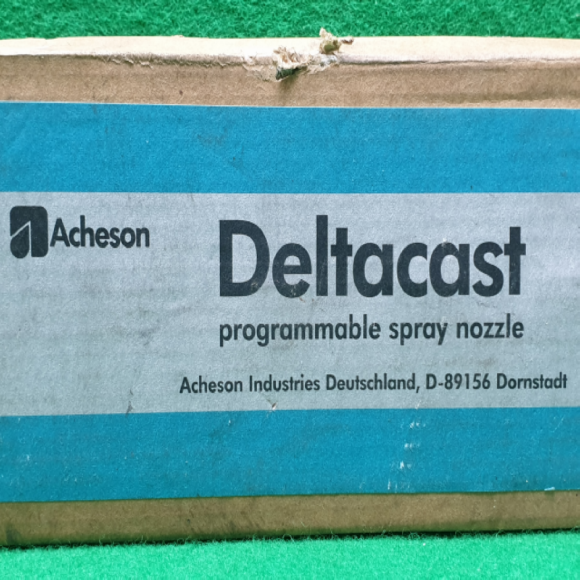 Acheson
Deltacast
programmable spray nozzle
Acheson Industries Deutschland, D-89156 Dornstadt